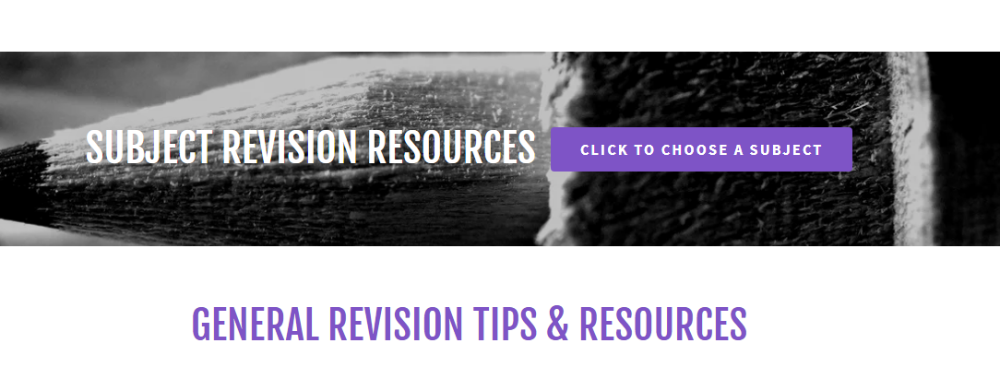 SUBJECT REVISION RESOURCES
CLICK TO CHOOSE A SUBJECT
GENERAL REVISION TIPS & RESOURCES